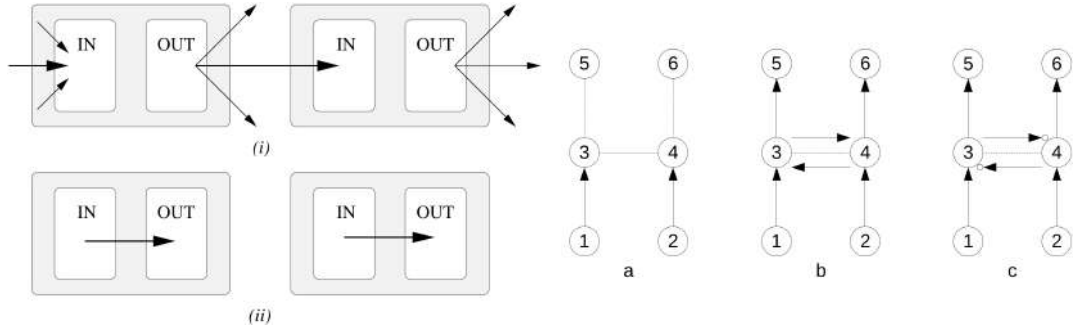 IN OUT IN OUT
(i)
IN OUT IN OUT
(ii)
5 6 5 6 5 6
3 4 3 4 3 4
1 2 1 2 1 2
a b c